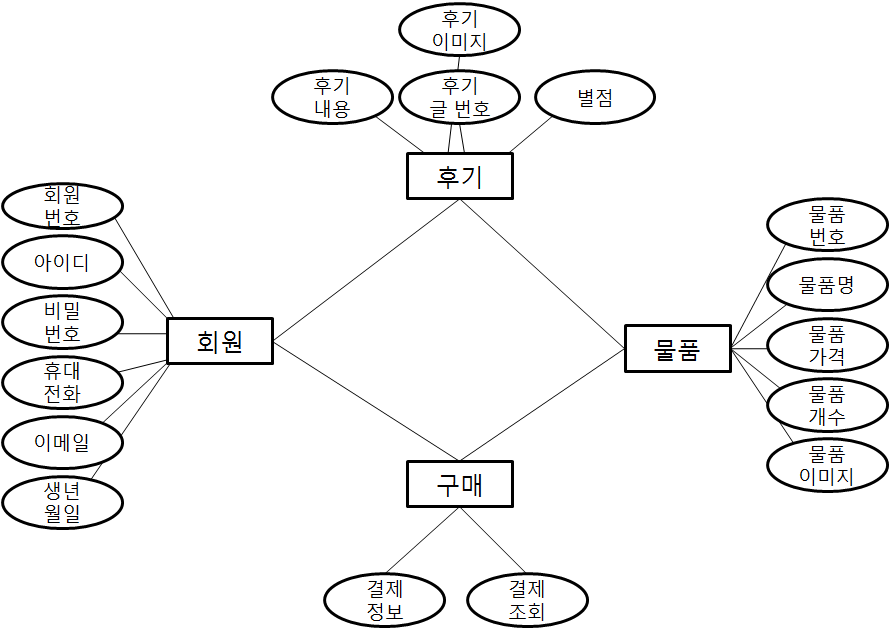 후기
이미지
후기
내용
후기
글 번호
별점
후기
회원
번호
아이디
비밀
번호
휴대
전화
이메일
생년
월일
회원
물품
물품
번호
물품명
물품
가격
물품
개수
물품
이미지
구매
결제
정보
결제
조회